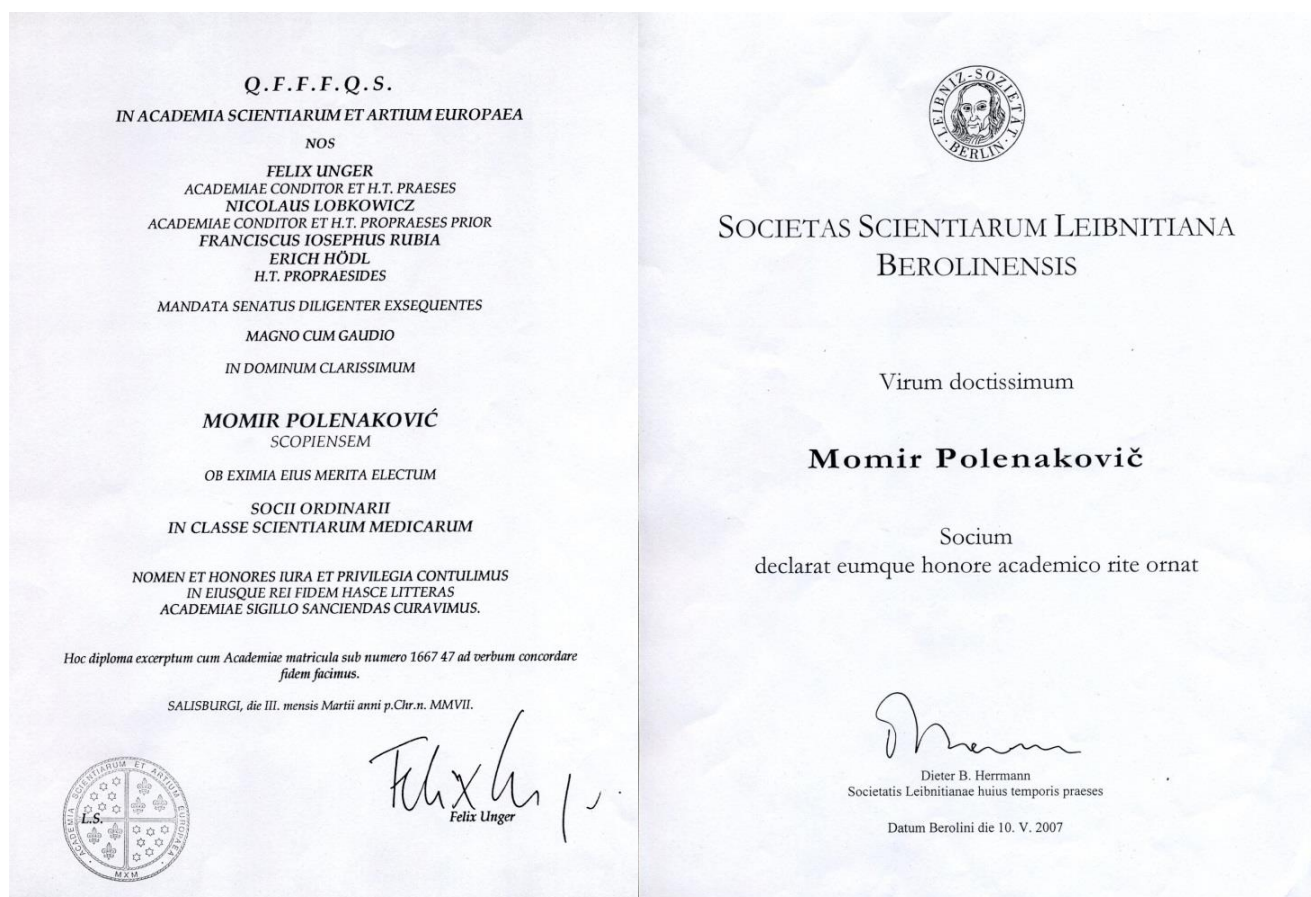 Q.F.F.F.Q.S.
IN ACADEMIA SCIENTIARUM ET ARTIUM EUROPAEA
NOS
FELIX UNGER
ACADEMIAE CONDITOR ET H.T. PRAESES
NICOLAUS LOBKOWICZ
ACADEMIAE CONDITOR ET H.T. PROPRAESES PRIOR
FRANCISCUS IOSEPHUS RUBIA
ERICH HÖDL
H.T. PROPRAESIDES
MANDATA SENATUS DILIGENTER EXSEQUENTES
MAGNO CUM GAUDIO
IN DOMINUM CLARISSIMUM
MOMIR POLENAKOVIĆ
SCOPIENSEM
OB EXIMIA EIUS MERITA ELECTUM
SOCII ORDINARII
IN CLASSE SCIENTIARUM MEDICARUM
NOMEN ET HONORES IURA ET PRIVILEGIA CONTULIMUS
IN EIUSQUE REI FIDEM HASCE LITTERAS
ACADEMIAE SIGILLO SANCIENDAS CURAVIMUS.
Hoc diploma excerptum cum Academiae matricula sub numero 1667 47 ad verbum concordare
fidem facimus.
SALISBURGI, die III. mensis Martii anni p.Chr.n. MMVII.
Felix Unger
Felix Unger
ACADEMIA SCIENTIARUM ET ARTIUM EUROPAEA
L.S.
MXM
LEIBNIZ-SOZIETÄT
BERLIN
SOCIETAS SCIENTIARUM LEIBNITIANA
BEROLINENSIS
Virum doctissimum
Momir Polenakovič
Socium
declarat eumque honore academico rite ornat
Dieter B. Herrmann
Societatis Leibnitianae huius temporis praeses
Datum Berolini die 10. V. 2007